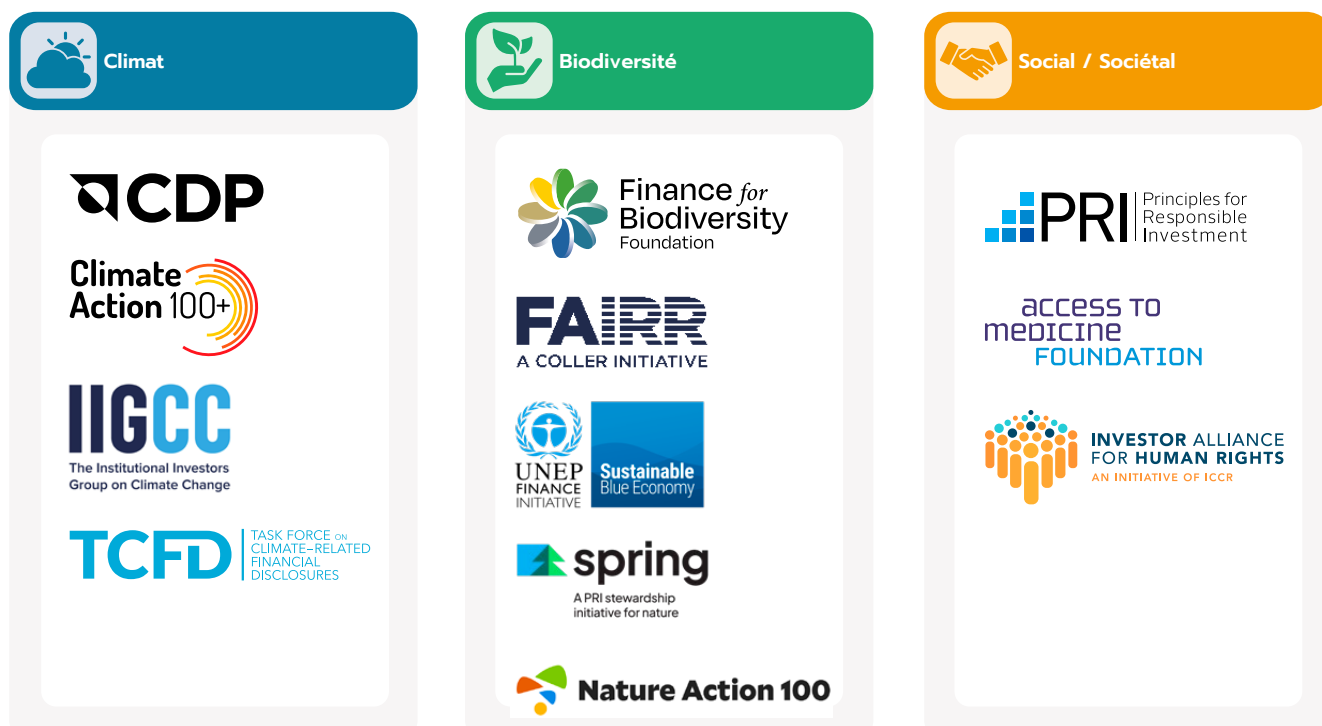 Climat
CDP
Climate
Action 100+
IIGCC
The Institutional Investors
Group on Climate Change
TCFD
TASK FORCE ON
CLIMATE-RELATED
FINANCIAL
DISCLOSURES
Biodiversité
Finance for
Biodiversity
Foundation
FAIRR
A COLLER INITIATIVE
UNEP
FINANCE
INITIATIVE
Sustainable
Blue Economy
spring
A PRI stewardship
initiative for nature
Nature Action 100
Social / Sociétal
PRI
Principles for
Responsible
Investment
access to
medicine
FOUNDATION
INVESTOR ALLIANCE
FOR HUMAN RIGHTS
AN INITIATIVE OF ICCR